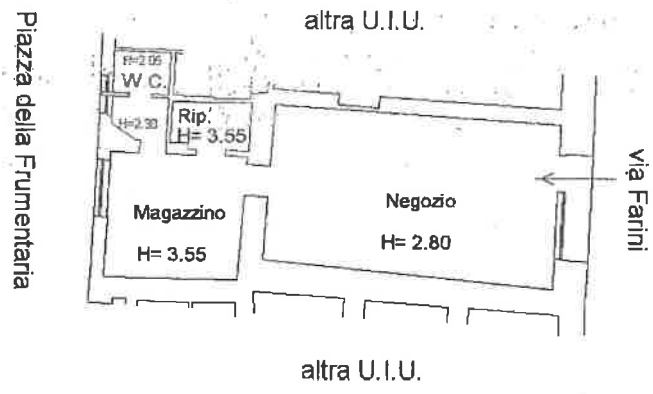 altra U.I.U.
Piazza della Frumentaria
H=2.05
W.C.
H=2.30
Rip.
H= 3.55
via Farini
Magazzino
H= 3.55
Negozio
H= 2.80
altra U.I.U.